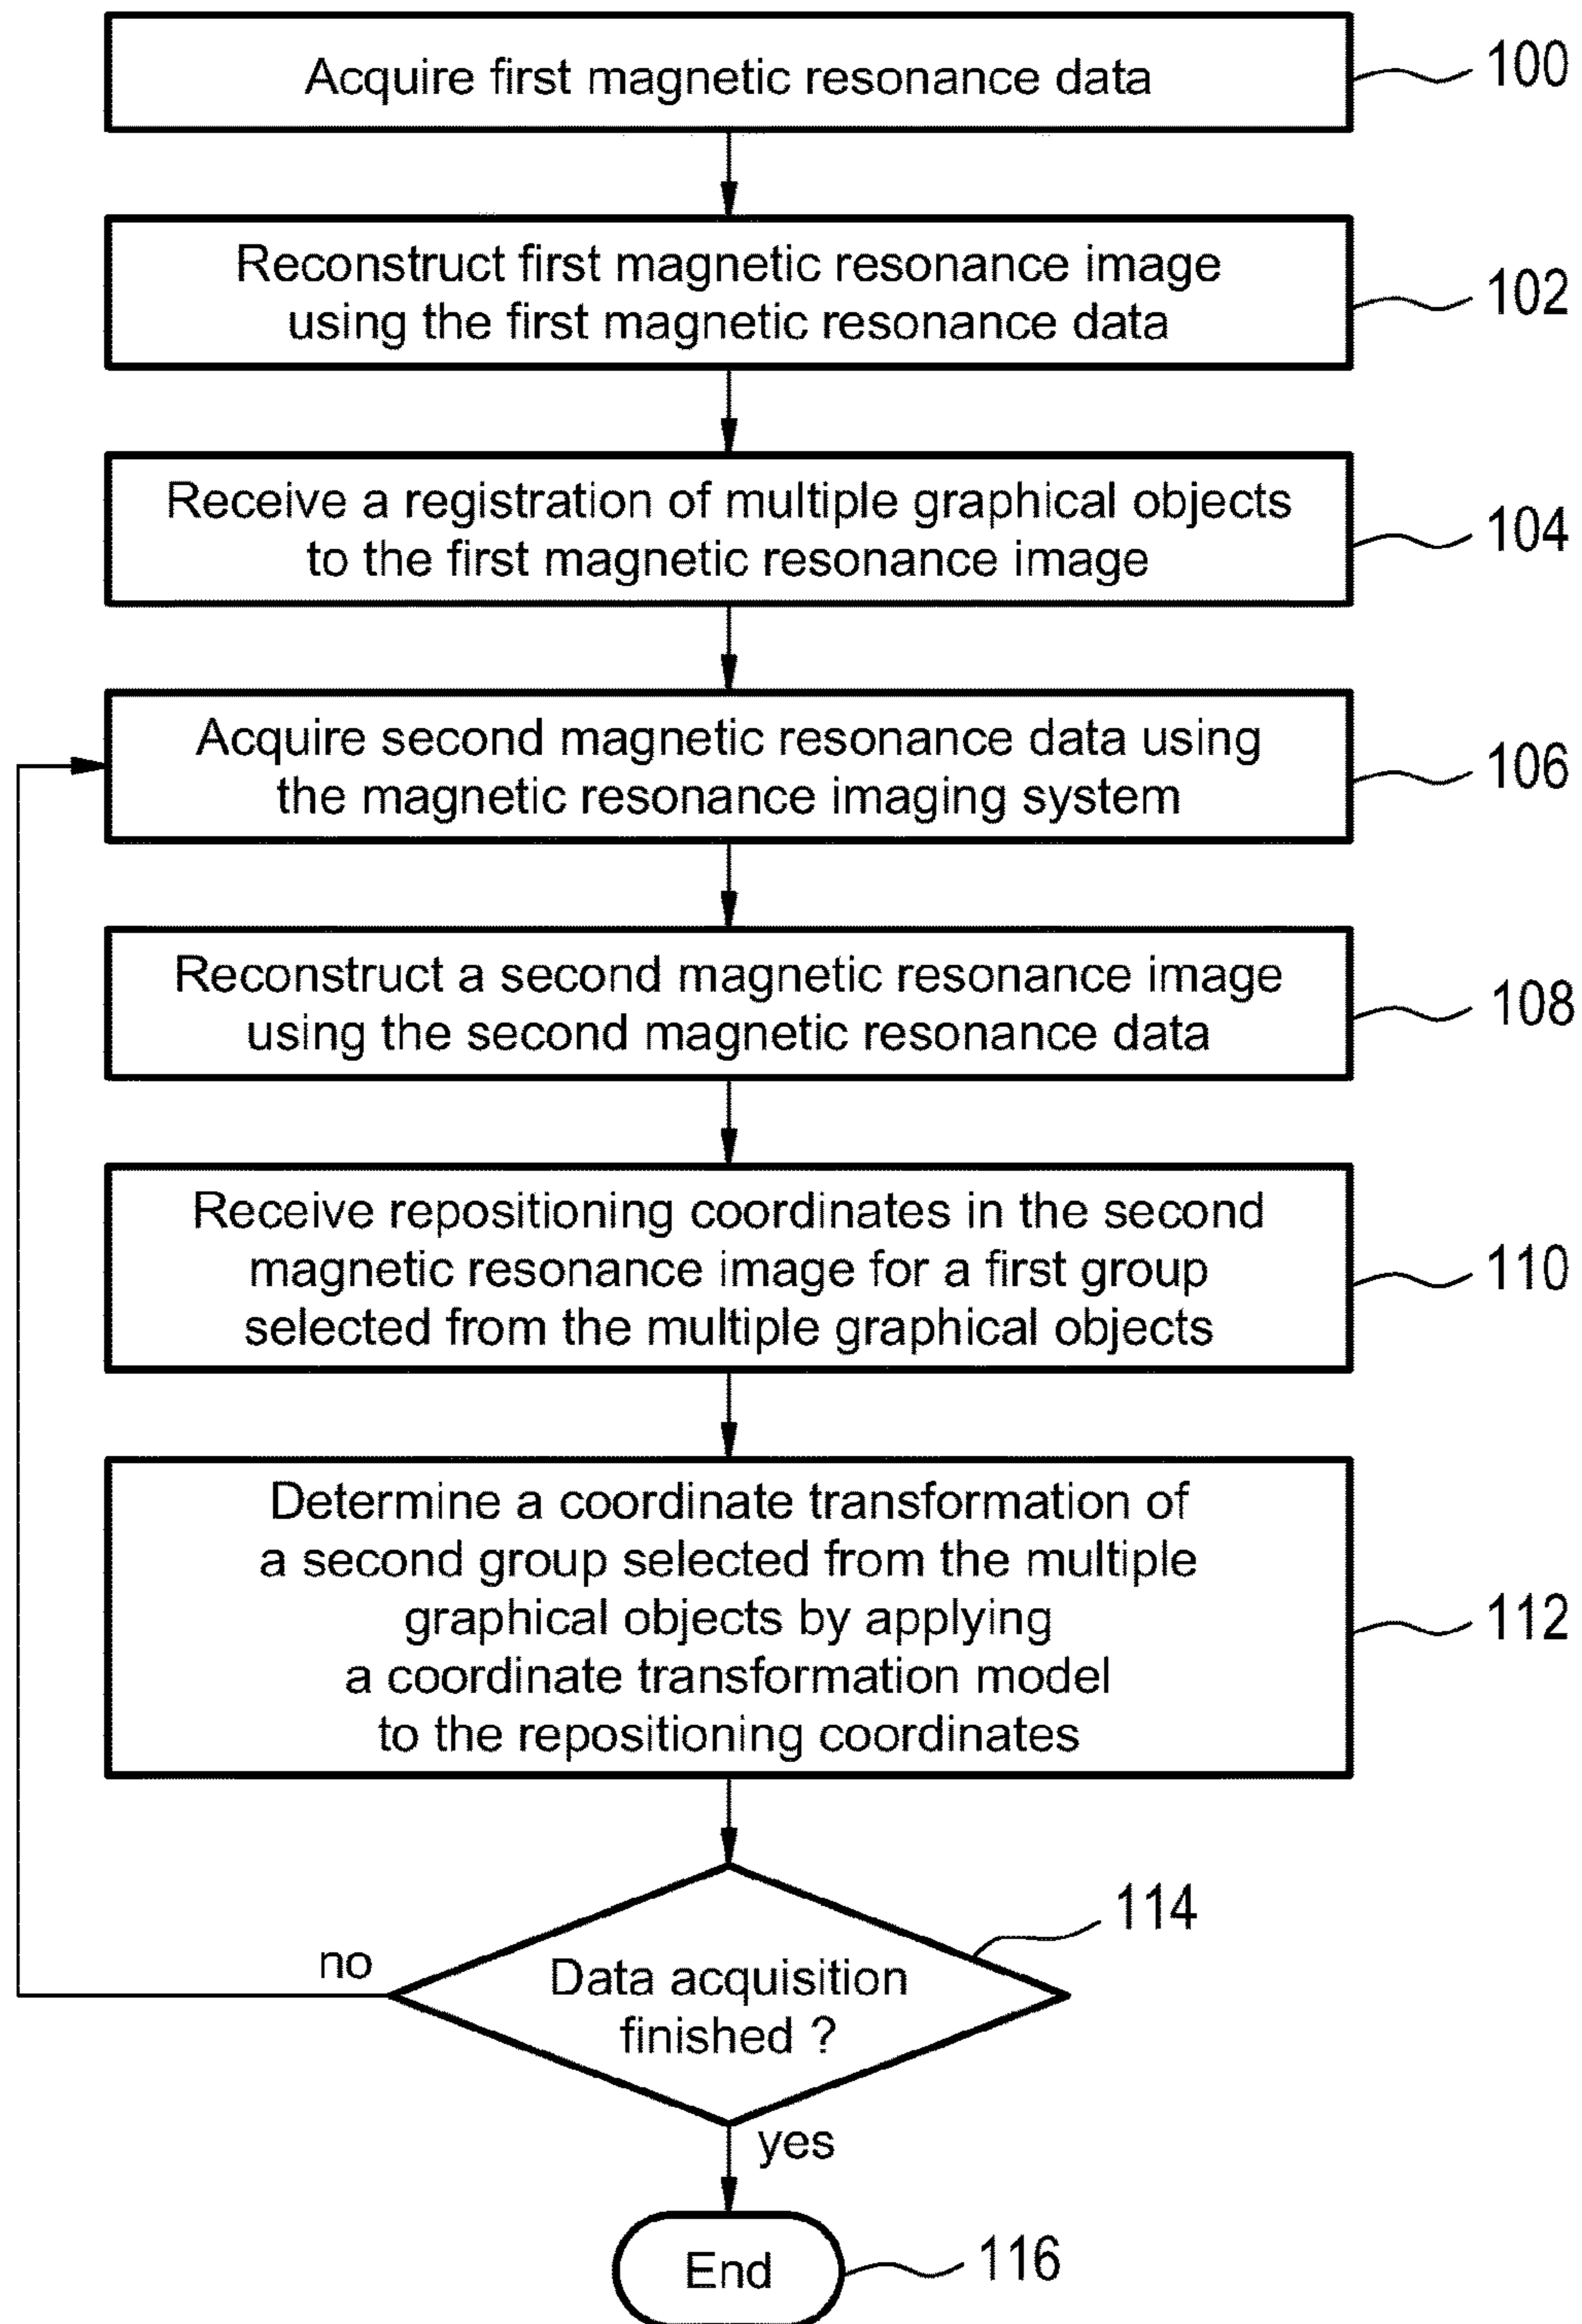 Acquire first magnetic resonance data
100
Reconstruct first magnetic resonance image
using the first magnetic resonance data
102
Receive a registration of multiple graphical objects
to the first magnetic resonance image
104
Acquire second magnetic resonance data using
the magnetic resonance imaging system
106
Reconstruct a second magnetic resonance image
using the second magnetic resonance data
108
Receive repositioning coordinates in the second
magnetic resonance image for a first group
selected from the multiple graphical objects
110
Determine a coordinate transformation of
a second group selected from the multiple
graphical objects by applying
a coordinate transformation model
to the repositioning coordinates
112
114
no
Data acquisition
finished ?
yes
End
116